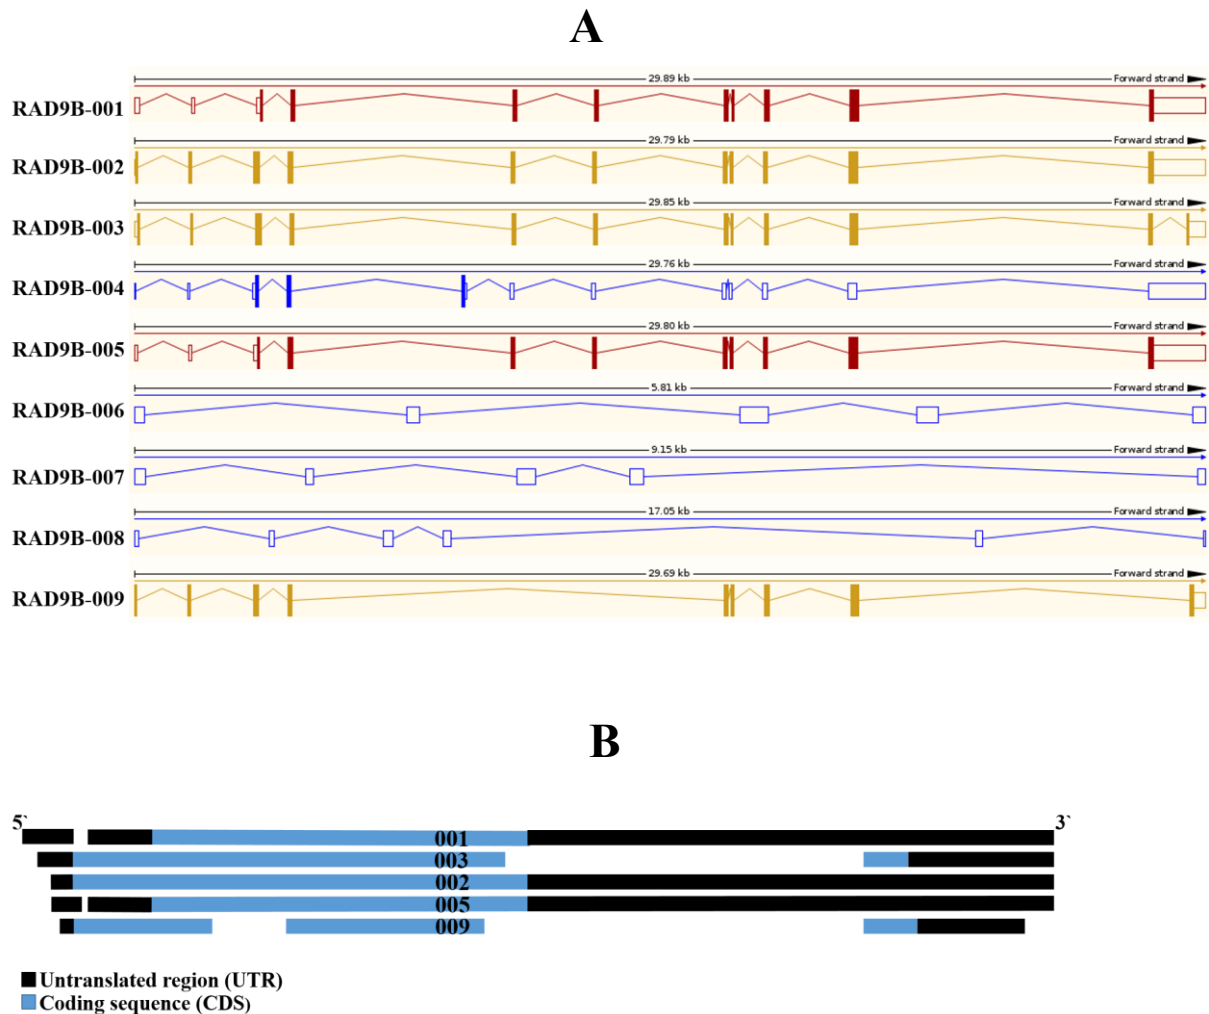 A
29.89 kb Forward strand
RAD9B-001
29.79 kb Forward strand
RAD9B-002
29.85 kb Forward strand
RAD9B-003
29.76 kb Forward strand
RAD9B-004
29.80 kb Forward strand
RAD9B-005
5.81 kb Forward strand
RAD9B-006
9.15 kb Forward strand
RAD9B-007
17.05 kb Forward strand
RAD9B-008
29.69 kb Forward strand
RAD9B-009
B
5` 3`
001
003
002
005
009
Untranslated region (UTR)
Coding sequence (CDS)